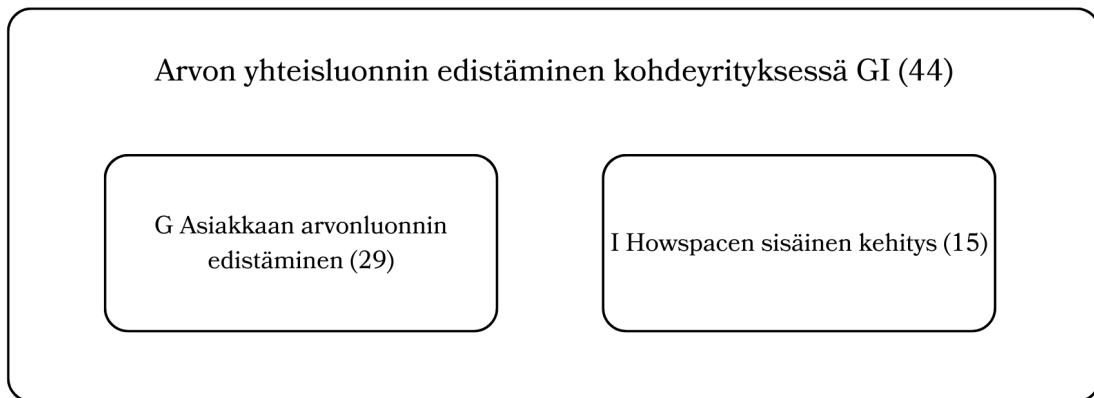 Arvon yhteisluonnin edistäminen kohdeyrityksessä GI (44)
G Asiakkaan arvonluonnin
edistäminen (29)
I Howspacen sisäinen kehitys (15)